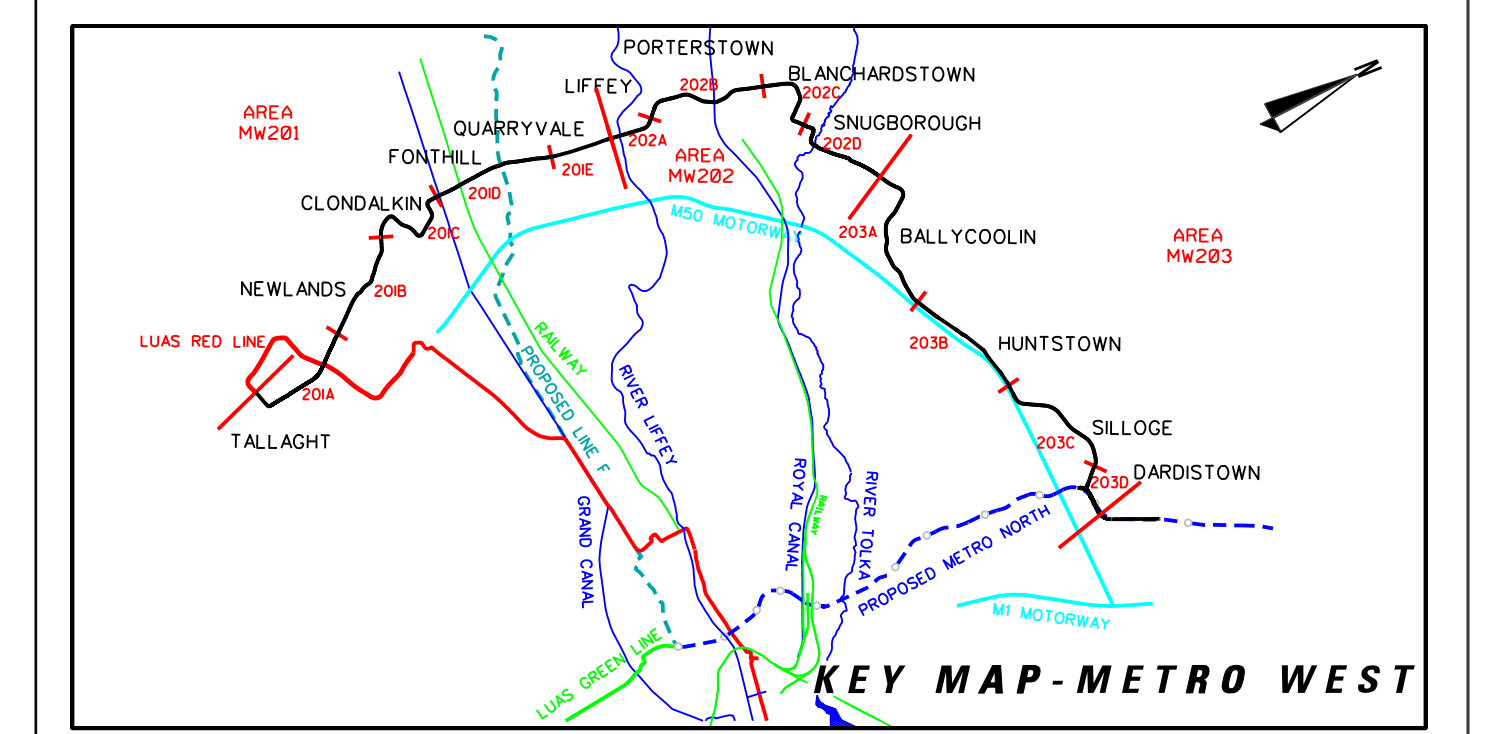 PORTERSTOWN
BLANCHARDSTOWN
N
LIFFEY
202B
202C
AREA
MW201
QUARRYVALE
202A
SNUGBOROUGH
202D
FONTHILL
201E
AREA
MW202
201D
CLONDALKIN
201C
M50 MOTORWAY
203A
BALLYCOOLIN
AREA
MW203
NEWLANDS
201B
LUAS RED LINE
RAILWAY
203B
HUNTSTOWN
201A
PROPOSED LINE F
RIVER LIFFEY
TALLAGHT
SILLOGE
203C
DARDISTOWN
203D
GRAND CANAL
ROYAL CANAL
RAILWAY
RIVER TOLKA
PROPOSED METRO NORTH
M1 MOTORWAY
LUAS GREEN LINE
KEY MAP-METRO WEST